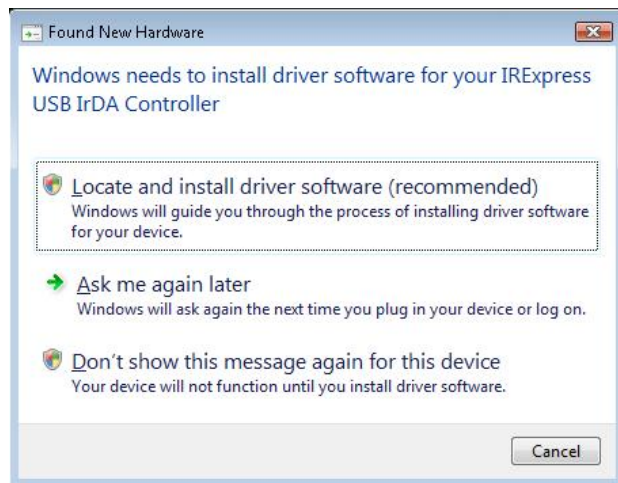 Found New Hardware
Windows needs to install driver software for your IRExpress
USB IrDA Controller
Locate and install driver software (recommended)
Windows will guide you through the process of installing driver software
for your device.
Ask me again later
Windows will ask again the next time you plug in your device or log on.
Don't show this message again for this device
Your device will not function until you install driver software.
Cancel